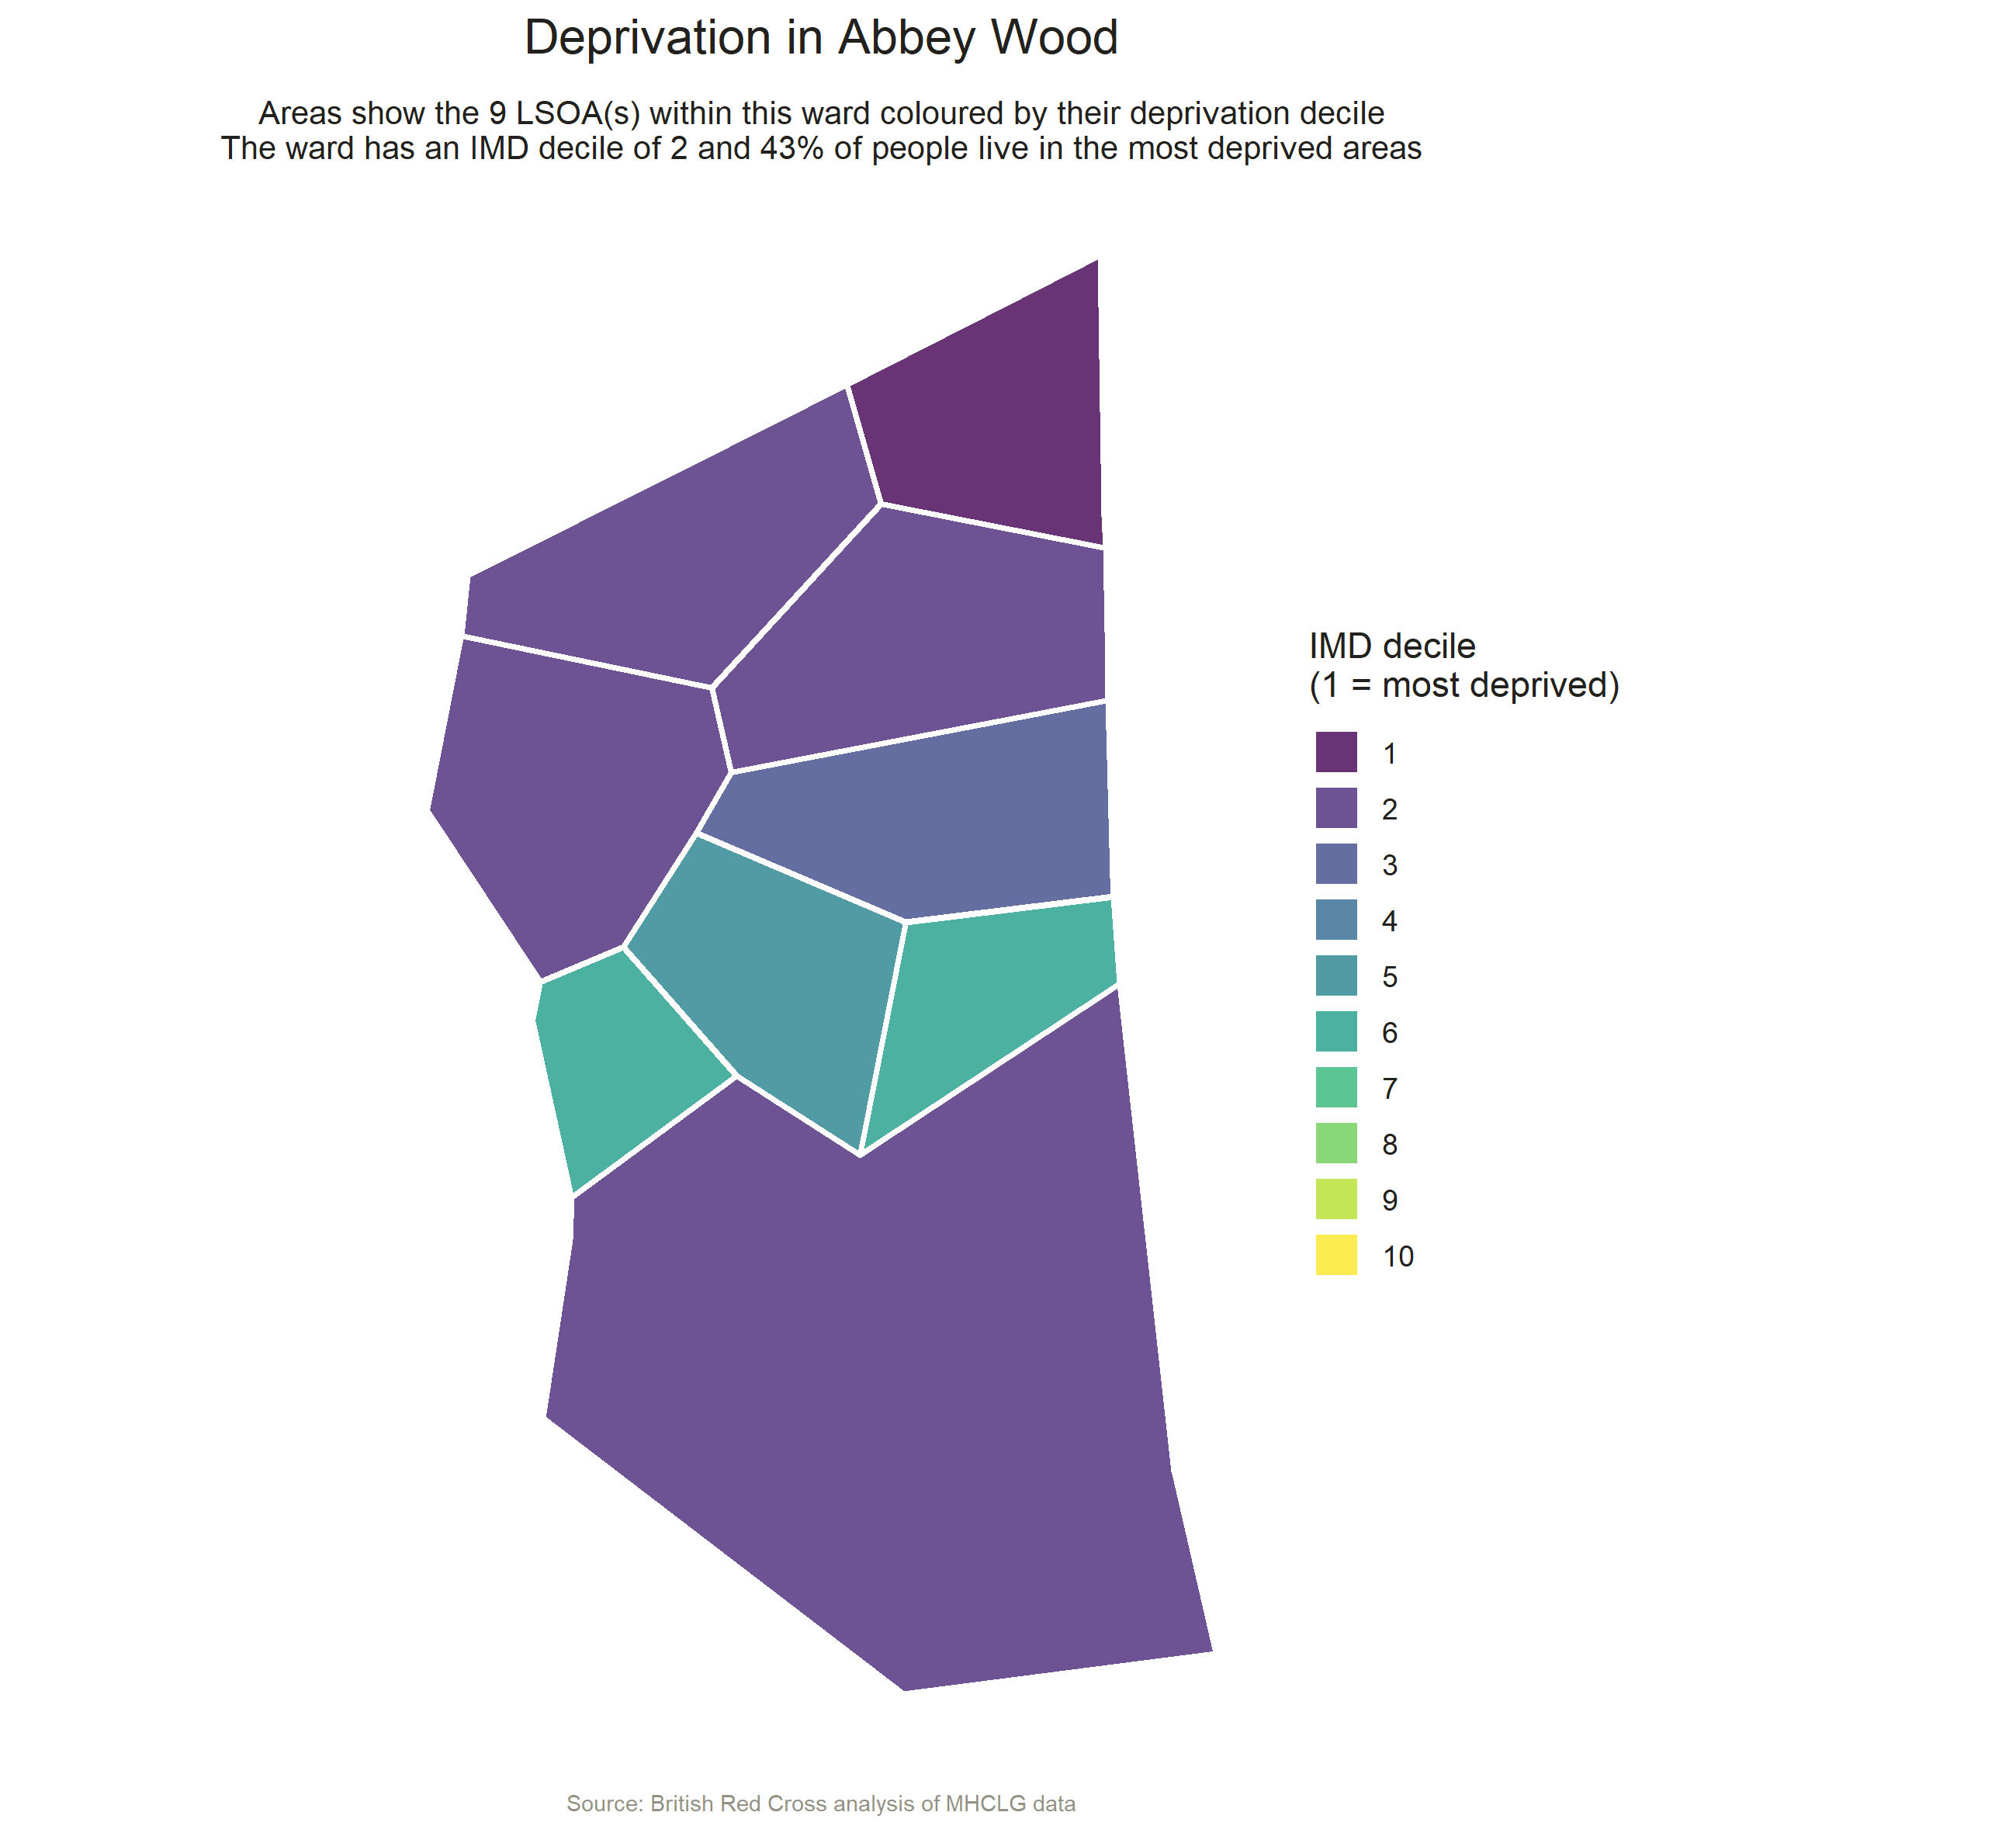 Deprivation in Abbey Wood
Areas show the 9 LSOA(s) within this ward coloured by their deprivation decile
The ward has an IMD decile of 2 and 43% of people live in the most deprived areas
IMD decile
(1 = most deprived)
1
2
3
4
5
6
7
8
9
10
Source: British Red Cross analysis of MHCLG data